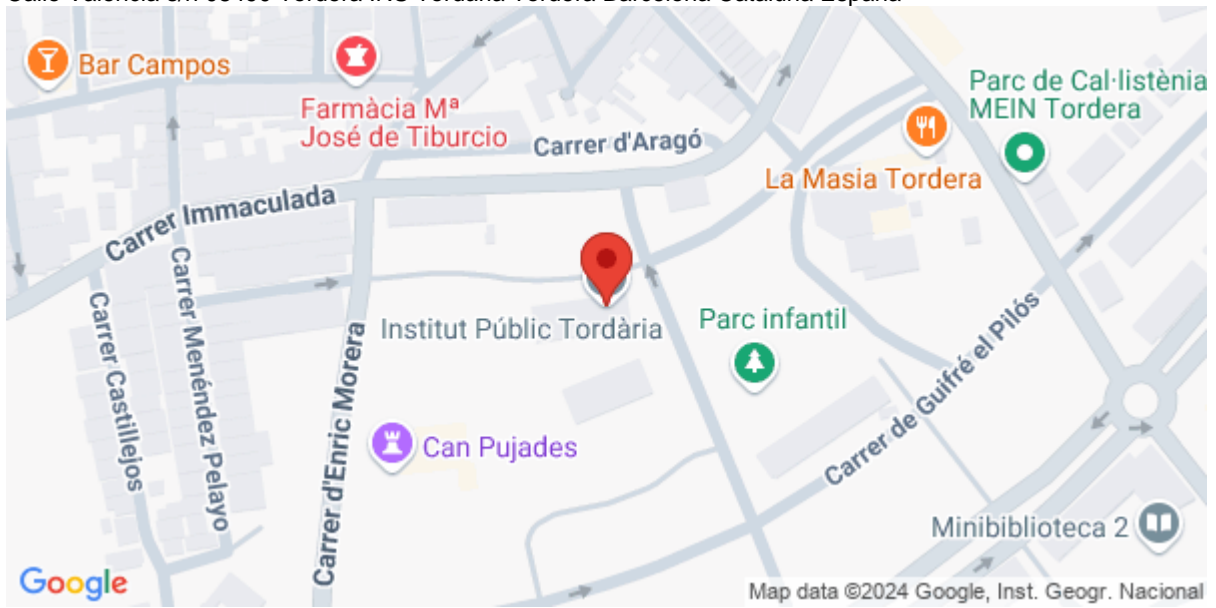 Bar Campos
Farmàcia Mª
José de Tiburcio
Carrer d'Aragó
Parc de Cal·listènia
MEIN Tordera
La Masia Tordera
Carrer Immaculada
Carrer Menéndez Pelayo
Carrer Castillejos
Institut Públic Tordària
Parc infantil
Carrer d'Enric Morera
Can Pujades
Carrer de Guifré el Pilós
Minibiblioteca 2
Google
Map data ©2024 Google, Inst. Geogr. Nacional